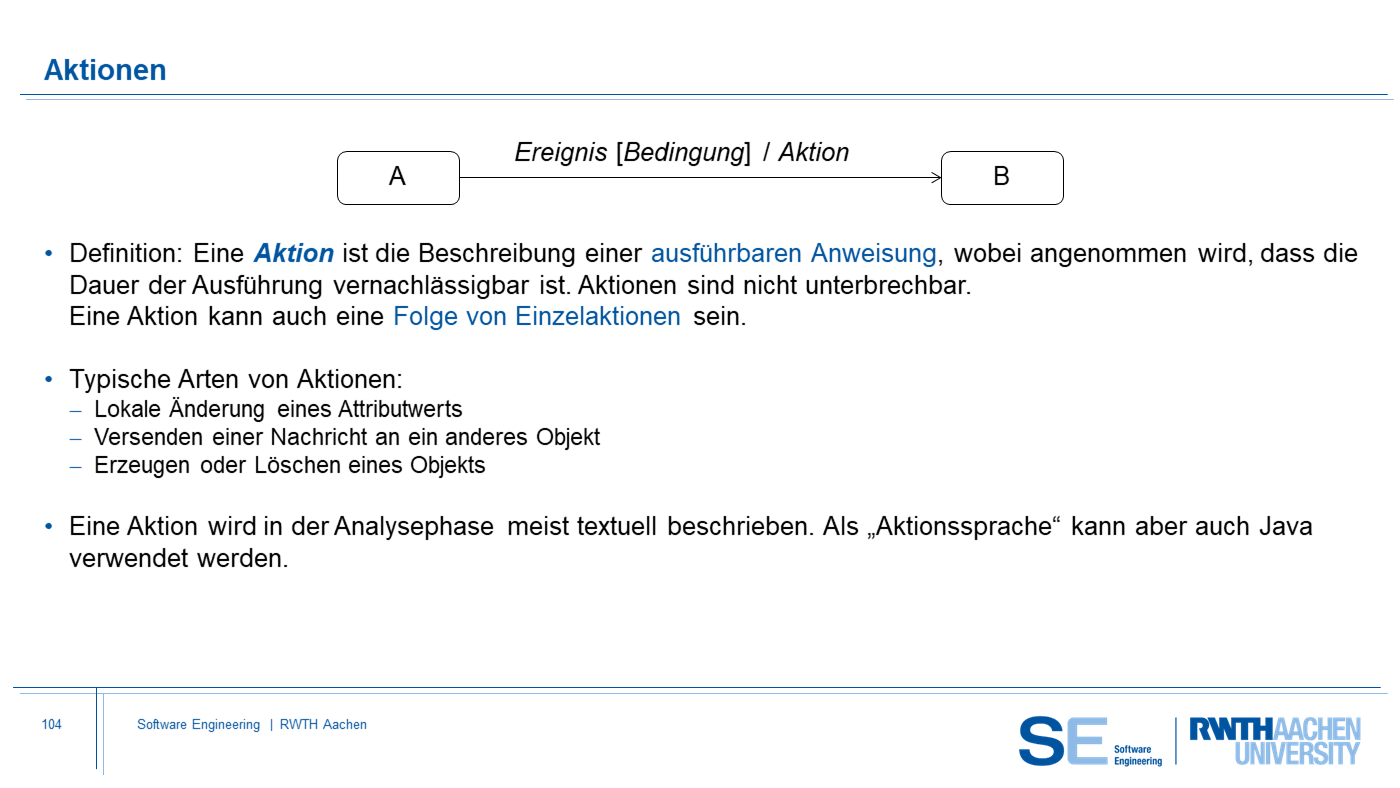 Aktionen
Ereignis [Bedingung] / Aktion
A
B
• Definition: Eine Aktion ist die Beschreibung einer ausführbaren Anweisung, wobei angenommen wird, dass die
Dauer der Ausführung vernachlässigbar ist. Aktionen sind nicht unterbrechbar.
Eine Aktion kann auch eine Folge von Einzelaktionen sein.
• Typische Arten von Aktionen:
– Lokale Änderung eines Attributwerts
– Versenden einer Nachricht an ein anderes Objekt
– Erzeugen oder Löschen eines Objekts
• Eine Aktion wird in der Analysephase meist textuell beschrieben. Als „Aktionssprache“ kann aber auch Java
verwendet werden.
104
Software Engineering | RWTH Aachen
SE Software
Engineering
RWTHAACHEN
UNIVERSITY